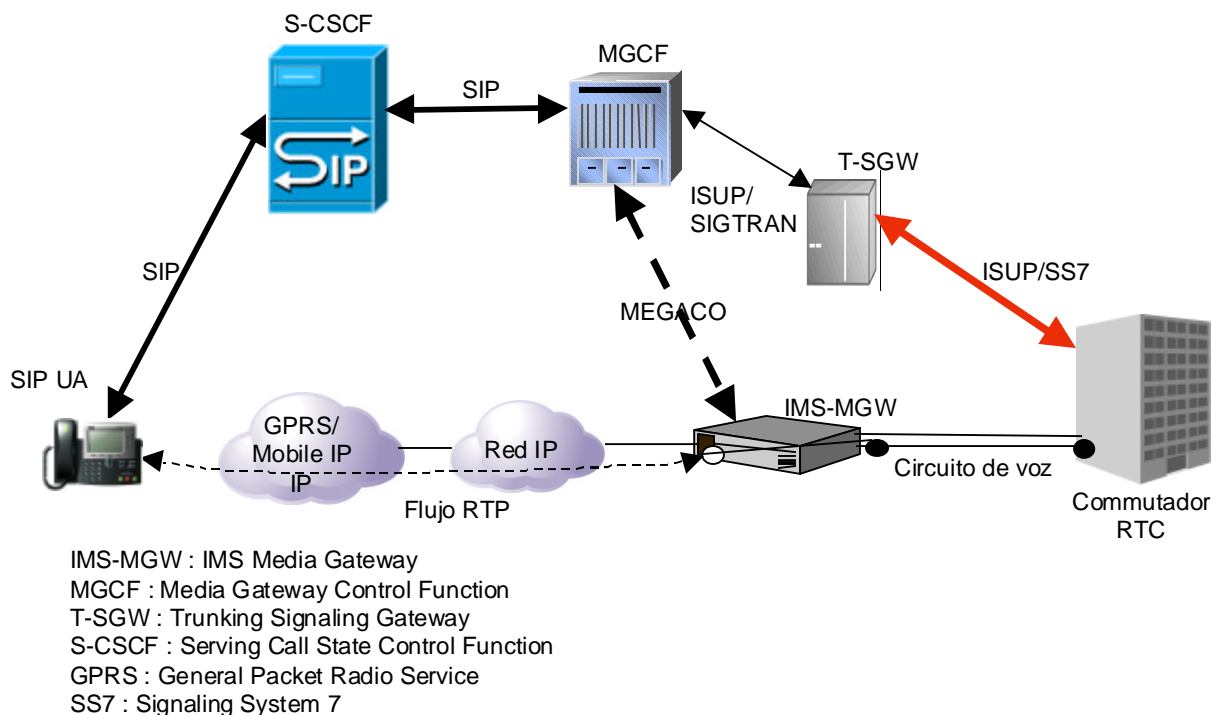 S-CSCF
MGCF
SIP
SIP
T-SGW
ISUP/
SIGTRAN
SIP
ISUP/SS7
MEGACO
SIP UA
IMS-MGW
GPRS/
Mobile IP
IP
Red IP
Circuito de voz
Flujo RTP
Commutador
RTC
IMS-MGW : IMS Media Gateway
MGCF : Media Gateway Control Function
T-SGW : Trunking Signaling Gateway
S-CSCF : Serving Call State Control Function
GPRS : General Packet Radio Service
SS7 : Signaling System 7